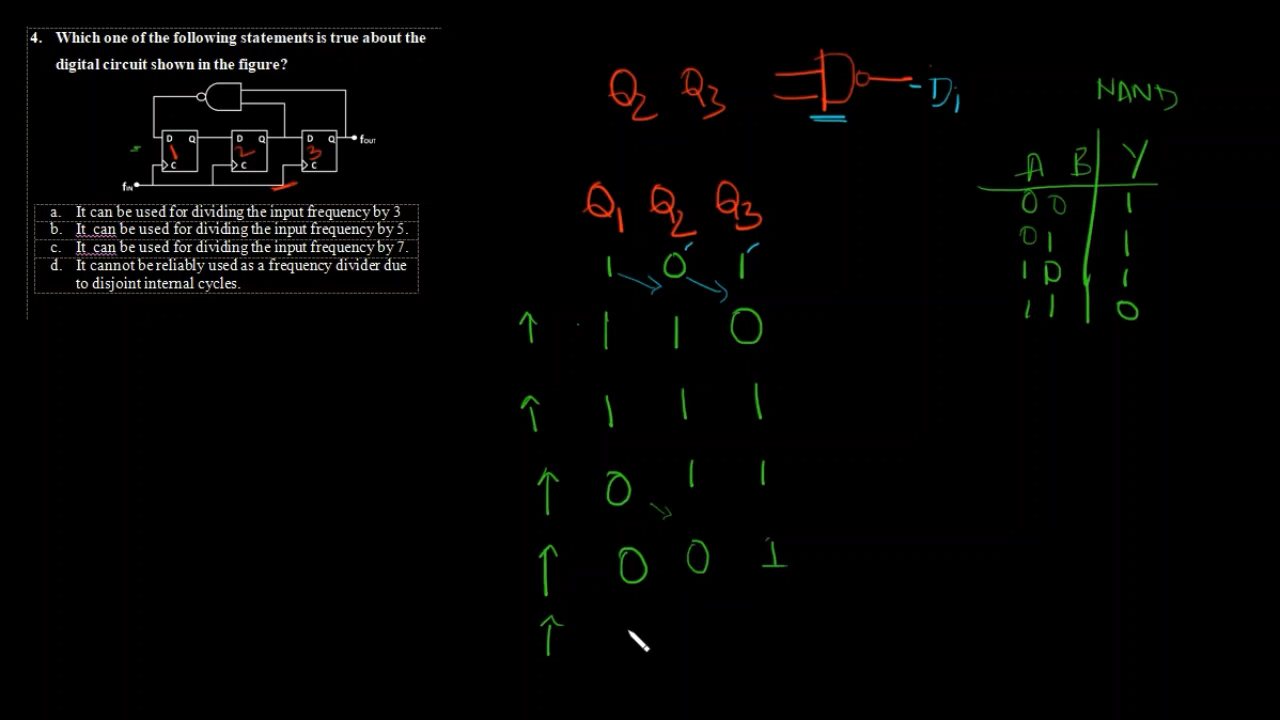 4. Which one of the following statements is true about the
digital circuit shown in the figure?
D Q
1
C
D Q
2
C
D Q
3
C
fOUT
fIN
a. It can be used for dividing the input frequency by 3
b. It can be used for dividing the input frequency by 5.
c. It can be used for dividing the input frequency by 7.
d. It cannot be reliably used as a frequency divider due
to disjoint internal cycles.
Q2 Q3
- D1
Q1 Q2 Q3
1 0 1
↑ 1 1 0
↑ 1 1 1
↑ 0 1 1
↑ 0 0 1
↑
NAND
A B Y
0 0 1
0 1 1
1 0 1
1 1 0